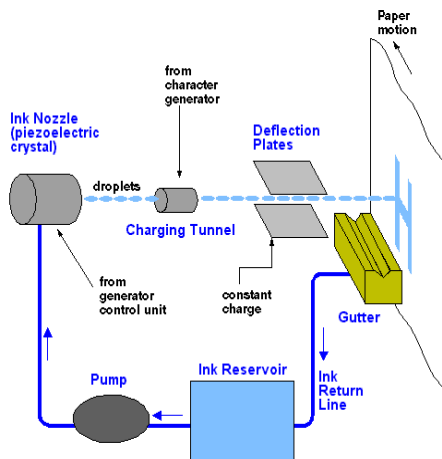 Paper
motion
from
character
generator
Ink Nozzle
(piezoelectric
crystal)
Deflection
Plates
droplets
Charging Tunnel
from
generator
control unit
constant
charge
Gutter
Pump
Ink Reservoir
Ink
Return
Line